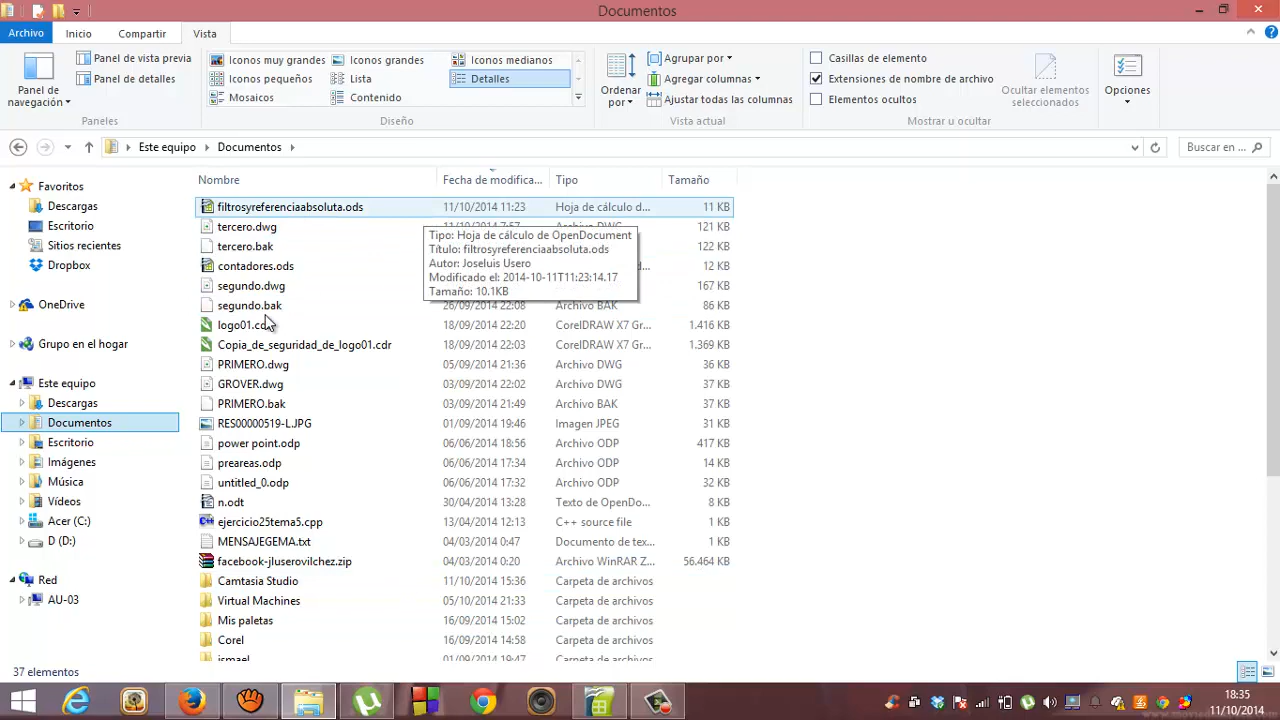 Documentos
Archivo
Inicio
Compartir
Vista
Panel de navegación
Panel de vista previa
Panel de detalles
Paneles
Iconos muy grandes
Iconos grandes
Iconos medianos
Iconos pequeños
Lista
Detalles
Mosaicos
Contenido
Diseño
Ordenar por
Agrupar por
Agregar columnas
Ajustar todas las columnas
Vista actual
Casillas de elemento
Extensiones de nombre de archivo
Elementos ocultos
Ocultar elementos seleccionados
Mostrar u ocultar
Opciones
Este equipo
Documentos
Buscar en ...
Favoritos
Descargas
Escritorio
Sitios recientes
Dropbox
OneDrive
Grupo en el hogar
Este equipo
Descargas
Documentos
Escritorio
Imágenes
Música
Vídeos
Acer (C:)
D (D:)
Red
AU-03
Nombre Fecha de modifica... Tipo Tamaño
filtrosyreferenciaabsoluta.ods 11/10/2014 11:23 Hoja de cálculo d... 11 KB
tercero.dwg 11/10/2014 7:57 Archivo DWG 121 KB
tercero.bak 122 KB
contadores.ods 12 KB
segundo.dwg 167 KB
segundo.bak 26/09/2014 22:08 Archivo BAK 86 KB
logo01.cdr 18/09/2014 22:20 CorelDRAW X7 Gr... 1.416 KB
Copia_de_seguridad_de_logo01.cdr 18/09/2014 22:03 CorelDRAW X7 Gr... 1.369 KB
PRIMERO.dwg 05/09/2014 21:36 Archivo DWG 36 KB
GROVER.dwg 03/09/2014 22:02 Archivo DWG 37 KB
PRIMERO.bak 03/09/2014 21:49 Archivo BAK 37 KB
RES00000519-L.JPG 01/09/2014 19:46 Imagen JPEG 31 KB
power point.odp 06/06/2014 18:56 Archivo ODP 417 KB
preareas.odp 06/06/2014 17:34 Archivo ODP 14 KB
untitled_0.odp 06/06/2014 17:32 Archivo ODP 32 KB
n.odt 30/04/2014 13:28 Texto de OpenDo... 8 KB
ejercicio25tema5.cpp 13/04/2014 12:13 C++ source file 1 KB
MENSAJEGEMA.txt 04/03/2014 0:47 Documento de tex... 1 KB
facebook-jluserovilchez.zip 04/03/2014 0:20 Archivo WinRAR Z... 56.464 KB
Camtasia Studio 11/10/2014 15:36 Carpeta de archivos
Virtual Machines 05/10/2014 21:33 Carpeta de archivos
Mis paletas 16/09/2014 15:02 Carpeta de archivos
Corel 16/09/2014 14:58 Carpeta de archivos
ismael 01/09/2014 19:47 Carpeta de archivos
Tipo: Hoja de cálculo de OpenDocument
Título: filtrosyreferenciaabsoluta.ods
Autor: Joseluis Usero
Modificado el: 2014-10-11T11:23:14.17
Tamaño: 10.1KB
37 elementos
18:35
11/10/2014